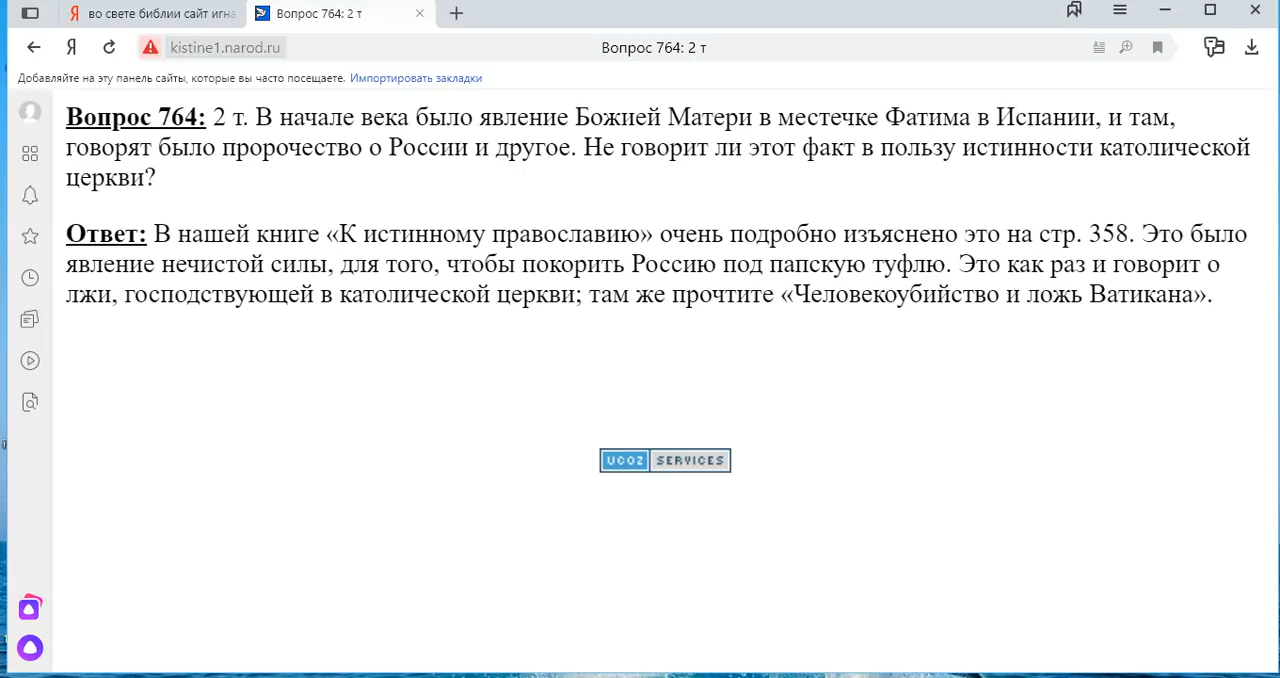 во свете библии сайт игна
Вопрос 764: 2 т
kistine1.narod.ru
Вопрос 764: 2 т
Добавляйте на эту панель сайты, которые вы часто посещаете. Импортировать закладки
Вопрос 764: 2 т. В начале века было явление Божией Матери в местечке Фатима в Испании, и там,
говорят было пророчество о России и другое. Не говорит ли этот факт в пользу истинности католической
церкви?
Ответ: В нашей книге «К истинному православию» очень подробно изъяснено это на стр. 358. Это было
явление нечистой силы, для того, чтобы покорить Россию под папскую туфлю. Это как раз и говорит о
лжи, господствующей в католической церкви; там же прочтите «Человекоубийство и ложь Ватикана».
UCOZ SERVICES